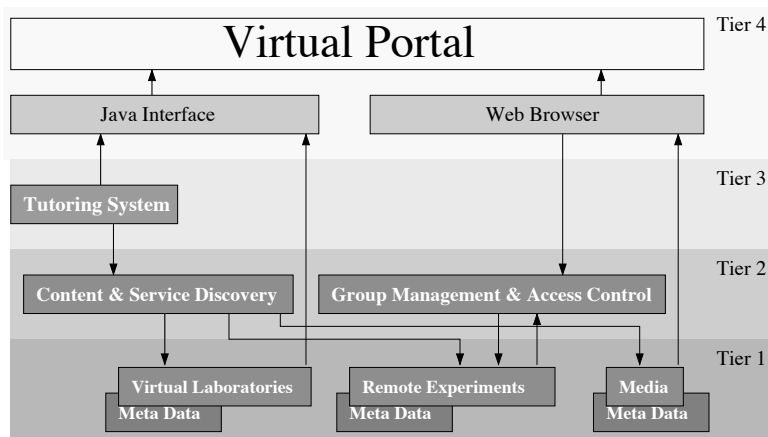 Tier 4
Virtual Portal
Java Interface
Web Browser
Tier 3
Tutoring System
Tier 2
Content & Service Discovery
Group Management & Access Control
Tier 1
Virtual Laboratories
Remote Experiments
Media
Meta Data
Meta Data
Meta Data